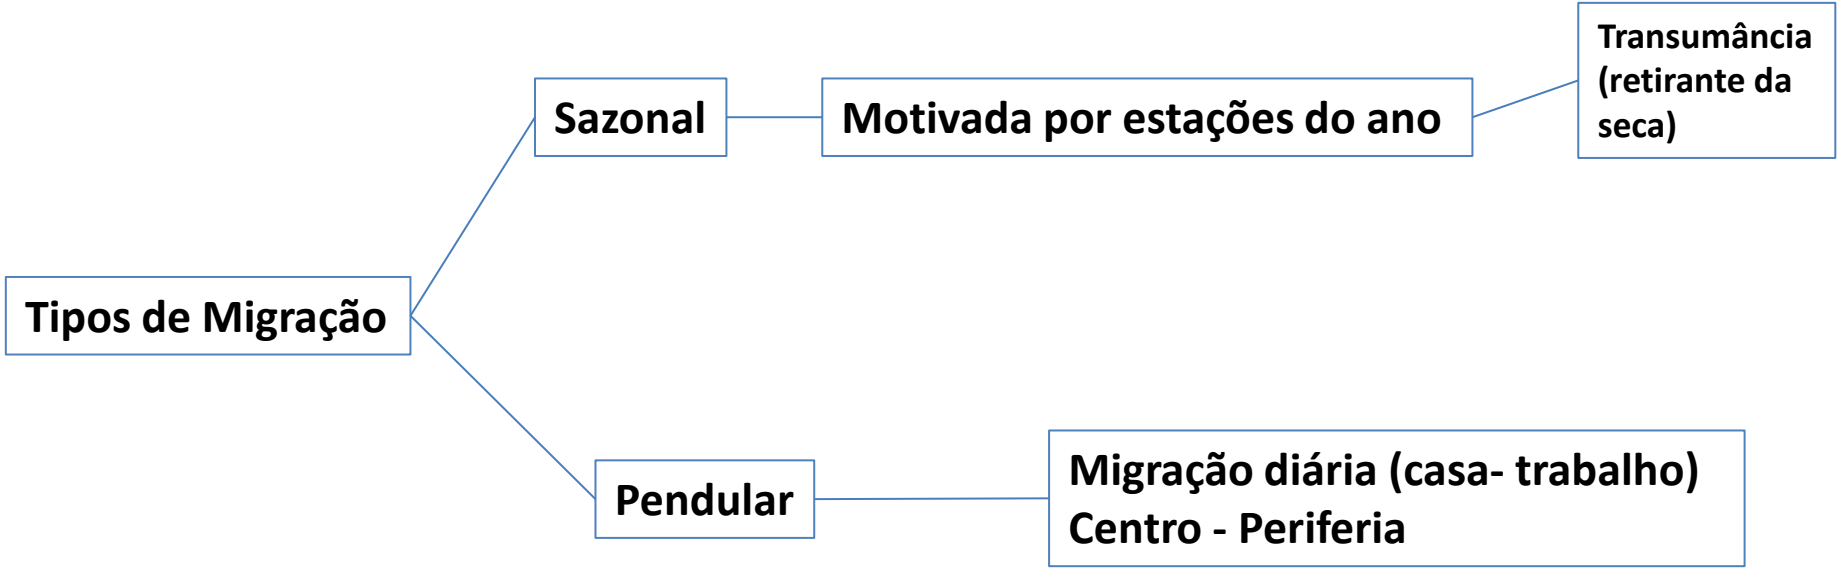 Transumância
(retirante da
seca)
Sazonal
Motivada por estações do ano
Tipos de Migração
Pendular
Migração diária (casa- trabalho)
Centro - Periferia